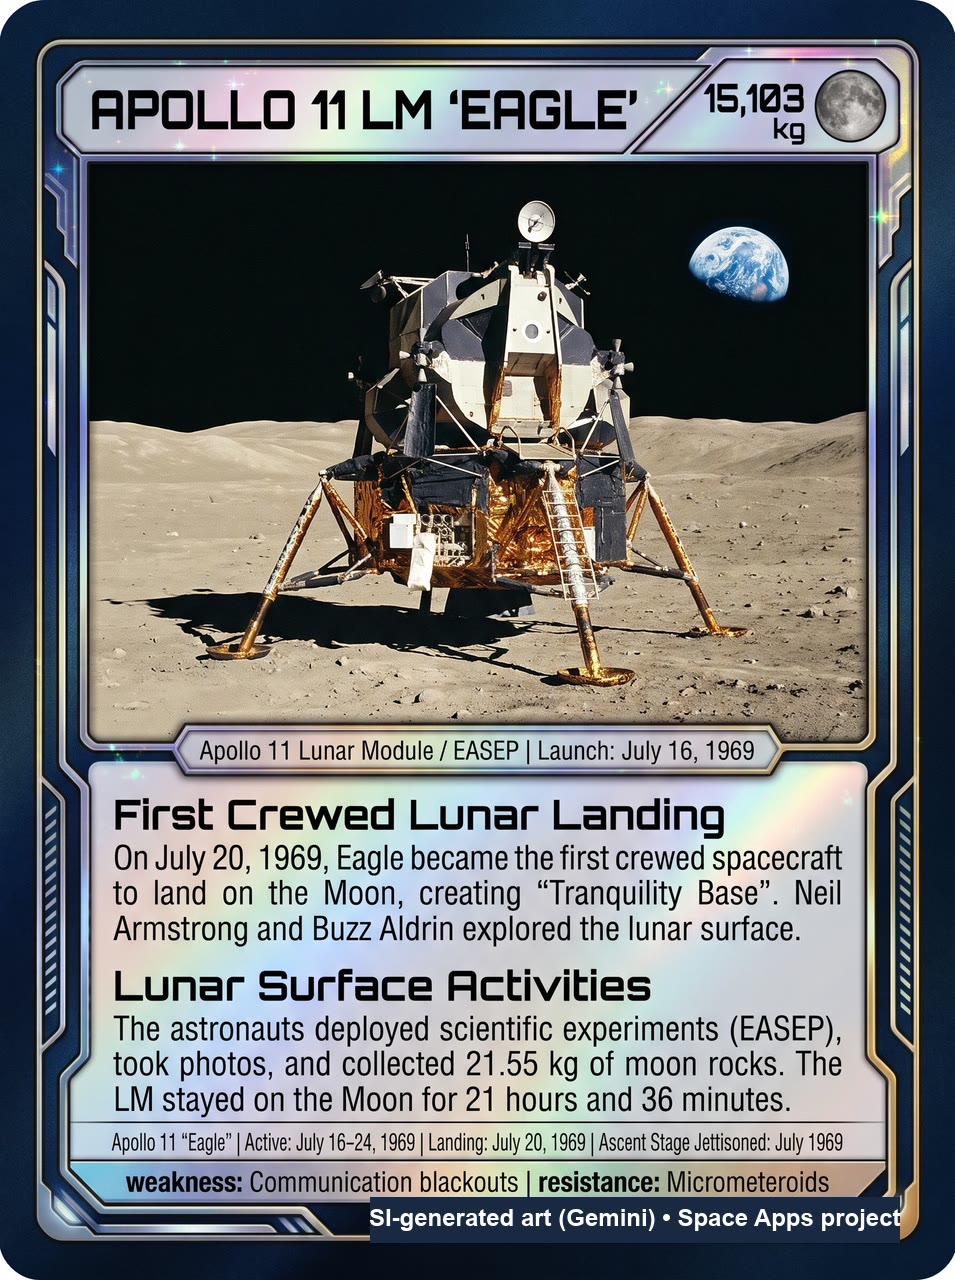 APOLLO 11 LM ‘EAGLE’
15,103
kg
Apollo 11 Lunar Module / EASEP | Launch: July 16, 1969
First Crewed Lunar Landing
On July 20, 1969, Eagle became the first crewed spacecraft
to land on the Moon, creating “Tranquility Base”. Neil
Armstrong and Buzz Aldrin explored the lunar surface.
Lunar Surface Activities
The astronauts deployed scientific experiments (EASEP),
took photos, and collected 21.55 kg of moon rocks. The
LM stayed on the Moon for 21 hours and 36 minutes.
Apollo 11 “Eagle” | Active: July 16–24, 1969 | Landing: July 20, 1969 | Ascent Stage Jettisoned: July 1969
weakness: Communication blackouts | resistance: Micrometeroids
SI-generated art (Gemini) • Space Apps project